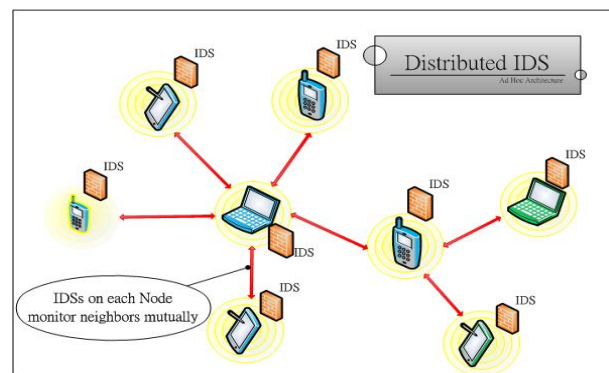 Distributed IDS
Ad Hoc Architecture
IDS
IDS
IDS
IDS
IDS
IDS
IDS
IDS
IDSs on each Node
monitor neighbors mutually